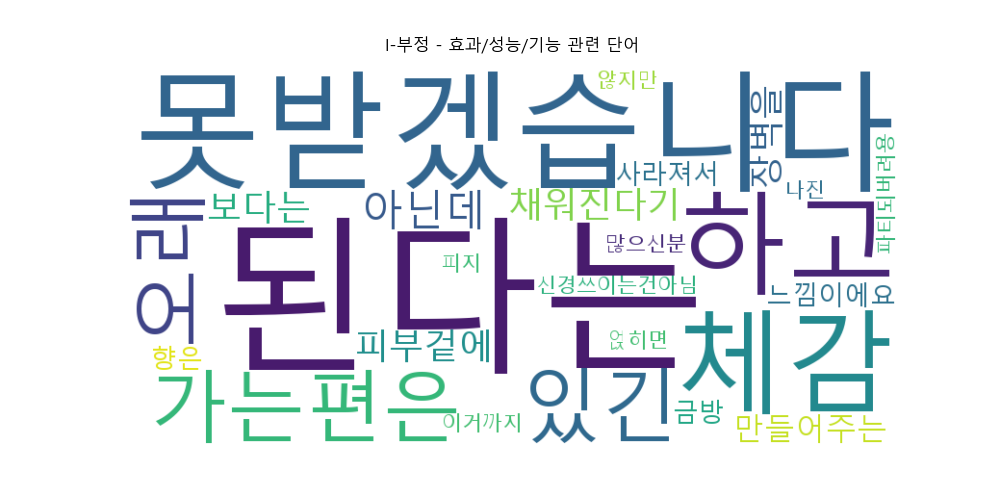 I-부정 - 효과/성능/기능 관련 단어
못받겠습니다
않지만
장벽을
파티되버려용
사라져서
나진
오래
보다는
아닌데
채워진다기
하고
된다는
많으신분
피지
신경쓰이는건아님
느낌이에요
피부겉에
얹히면
체감
향은
가는편은
있긴
이거까지
금방
만들어주는